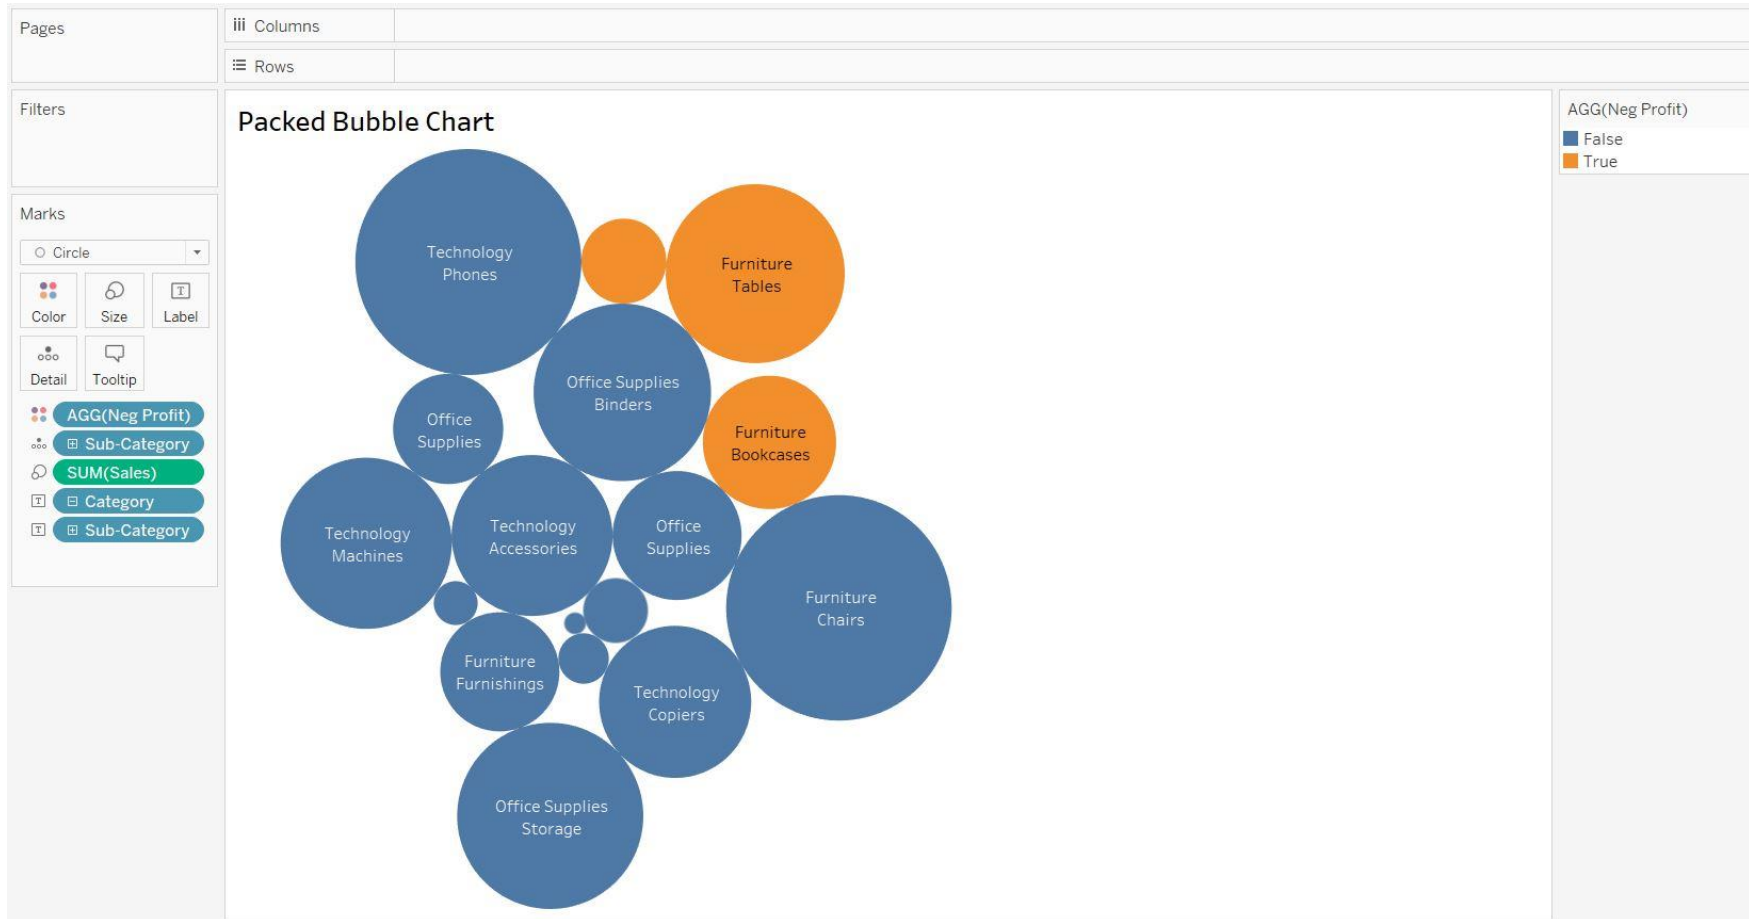 Pages
Columns
Rows
Filters
Packed Bubble Chart
AGG(Neg Profit)
False
True
Marks
Circle
Color
Size
Label
Detail
Tooltip
AGG(Neg Profit)
Sub-Category
SUM(Sales)
Category
Sub-Category
Technology
Phones
Furniture
Tables
Office Supplies
Binders
Office
Supplies
Furniture
Bookcases
Technology
Machines
Technology
Accessories
Office
Supplies
Furniture
Chairs
Furniture
Furnishings
Technology
Copiers
Office Supplies
Storage